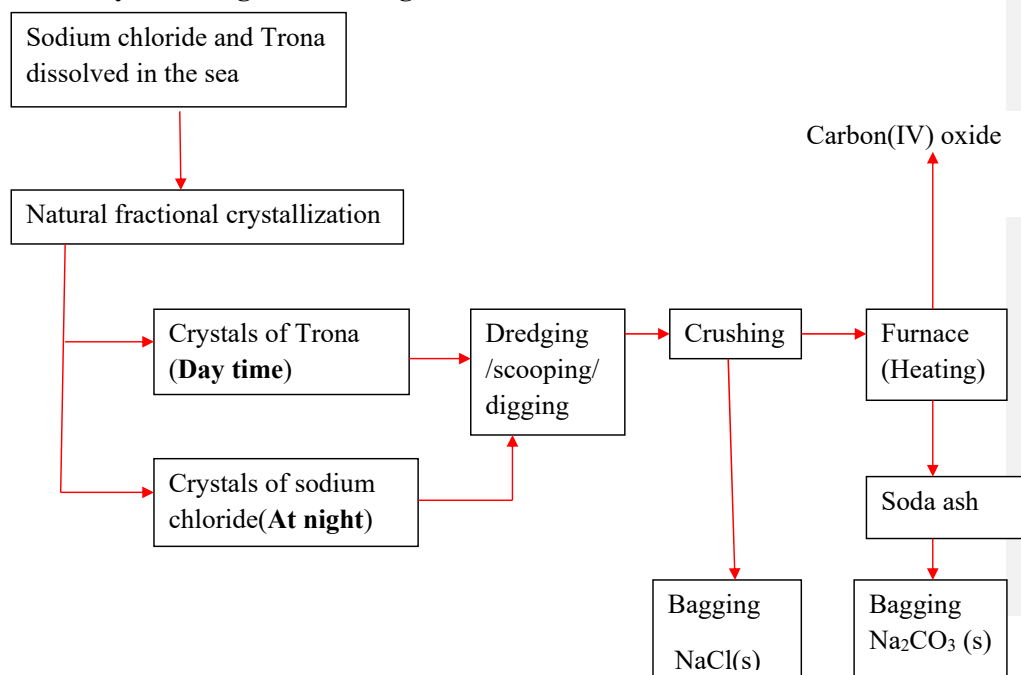 Sodium chloride and Trona
dissolved in the sea
Carbon(IV) oxide
Natural fractional crystallization
Crystals of Trona
(Day time)
Dredging
/scooping/
digging
Crushing
Furnace
(Heating)
Crystals of sodium
chloride(At night)
Soda ash
Bagging
NaCl(s)
Bagging
Na₂CO₃ (s)